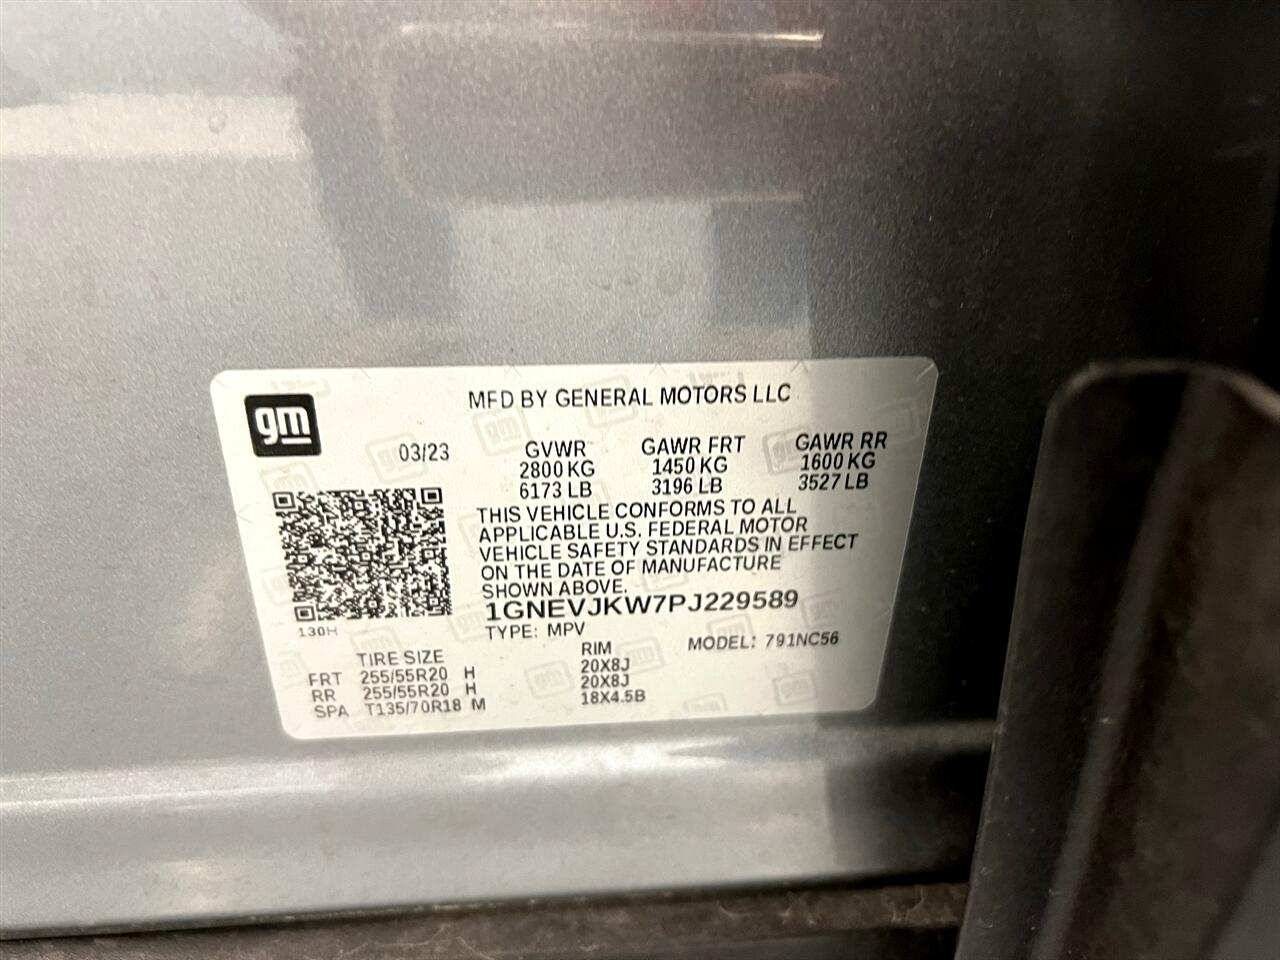 gm
MFD BY GENERAL MOTORS LLC
03/23
GVWR GAWR FRT GAWR RR
2800 KG 1450 KG 1600 KG
6173 LB 3196 LB 3527 LB
THIS VEHICLE CONFORMS TO ALL
APPLICABLE U.S. FEDERAL MOTOR
VEHICLE SAFETY STANDARDS IN EFFECT
ON THE DATE OF MANUFACTURE
SHOWN ABOVE.
1GNEVJKW7PJ229589
130H
TYPE: MPV MODEL: 791NC56
TIRE SIZE RIM
FRT 255/55R20 H 20X8J
RR 255/55R20 H 20X8J
SPA T135/70R18 M 18X4.5B